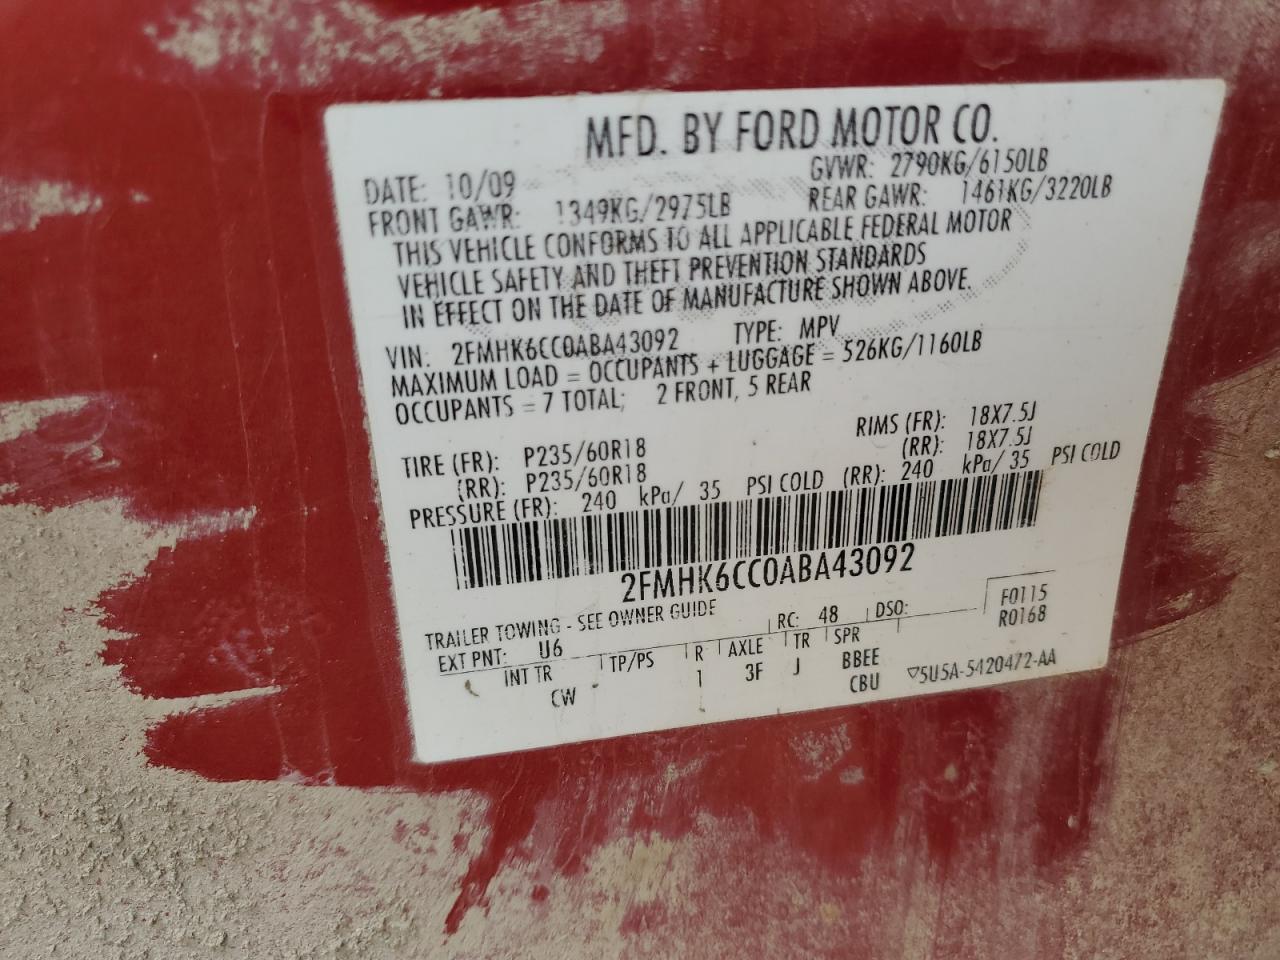 MFD. BY FORD MOTOR CO.
DATE: 10/09 GVWR: 2790KG/6150LB
FRONT GAWR: 1349KG/2975LB REAR GAWR: 1461KG/3220LB
THIS VEHICLE CONFORMS TO ALL APPLICABLE FEDERAL MOTOR
VEHICLE SAFETY AND THEFT PREVENTION STANDARDS
IN EFFECT ON THE DATE OF MANUFACTURE SHOWN ABOVE.
VIN: 2FMHK6CC0ABA43092 TYPE: MPV
MAXIMUM LOAD = OCCUPANTS + LUGGAGE = 526KG/1160LB
OCCUPANTS = 7 TOTAL; 2 FRONT, 5 REAR
TIRE (FR): P235/60R18 RIMS (FR): 18X7.5J
(RR): P235/60R18 (RR): 18X7.5J
PRESSURE (FR): 240 kPa/ 35 PSI COLD (RR): 240 kPa/ 35 PSI COLD
2FMHK6CC0ABA43092
TRAILER TOWING - SEE OWNER GUIDE
EXT PNT: U6 RC: 48 DSO: F0115
R0168
INT TR TP/PS R AXLE TR SPR
CW 1 3F J BBEE
CBU ▽5U5A-5420472-AA